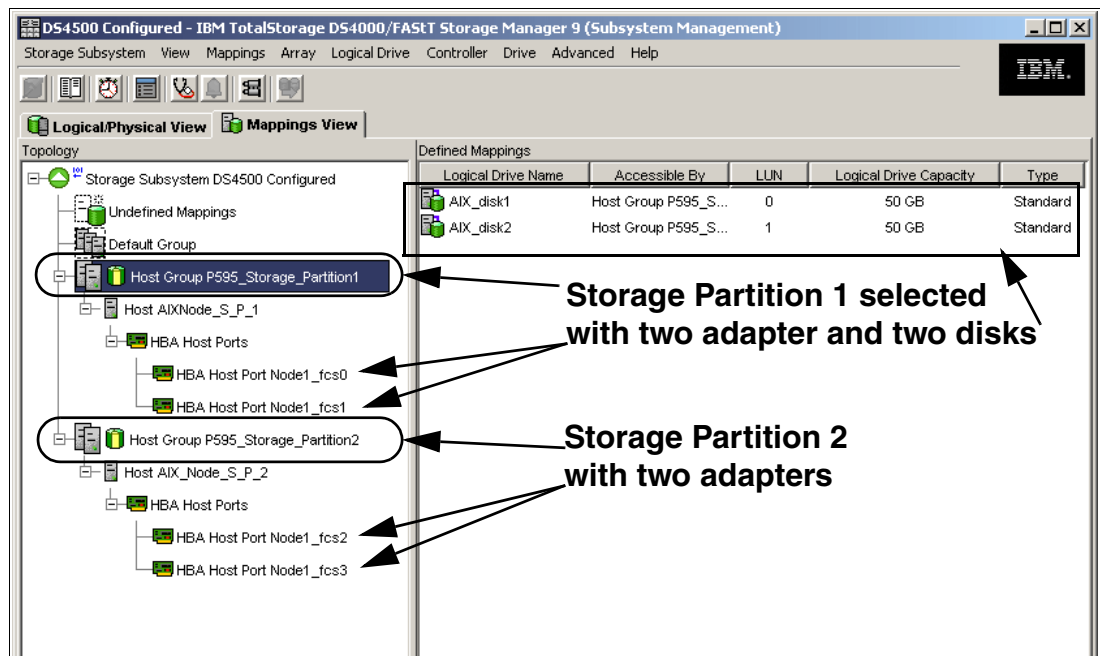 DS4500 Configured - IBM TotalStorage DS4000/FAStT Storage Manager 9 (Subsystem Management)
Storage Subsystem View Mappings Array Logical Drive Controller Drive Advanced Help
IBM.
Logical/Physical View Mappings View
Topology
Storage Subsystem DS4500 Configured
Undefined Mappings
Default Group
Host Group P595_Storage_Partition1
Host AIXNode_S_P_1
HBA Host Ports
HBA Host Port Node1_fcs0
HBA Host Port Node1_fcs1
Host Group P595_Storage_Partition2
Host AIX_Node_S_P_2
HBA Host Ports
HBA Host Port Node1_fcs2
HBA Host Port Node1_fcs3
Defined Mappings
Logical Drive Name Accessible By LUN Logical Drive Capacity Type
AIX_disk1 Host Group P595_S... 0 50 GB Standard
AIX_disk2 Host Group P595_S... 1 50 GB Standard
Storage Partition 1 selected
with two adapter and two disks
Storage Partition 2
with two adapters